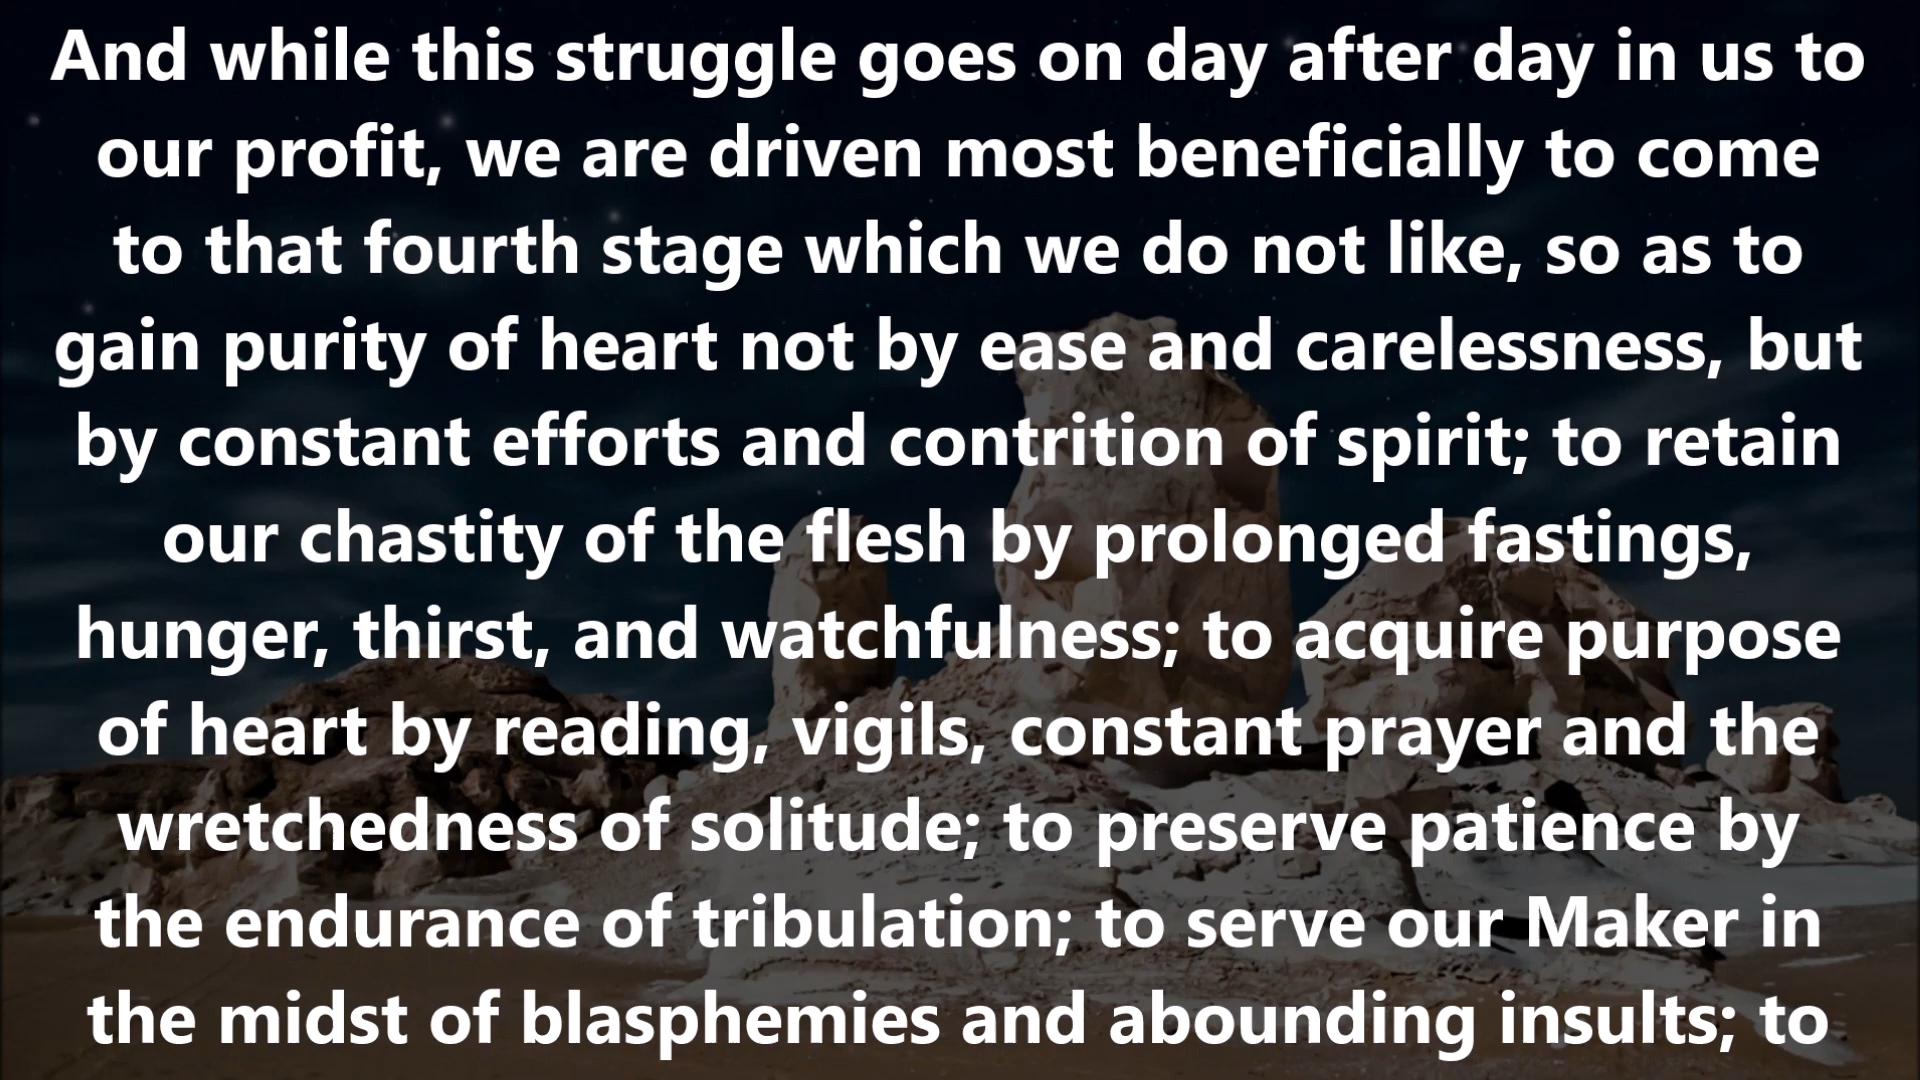 And while this struggle goes on day after day in us to
our profit, we are driven most beneficially to come
to that fourth stage which we do not like, so as to
gain purity of heart not by ease and carelessness, but
by constant efforts and contrition of spirit; to retain
our chastity of the flesh by prolonged fastings,
hunger, thirst, and watchfulness; to acquire purpose
of heart by reading, vigils, constant prayer and the
wretchedness of solitude; to preserve patience by
the endurance of tribulation; to serve our Maker in
the midst of blasphemies and abounding insults; to